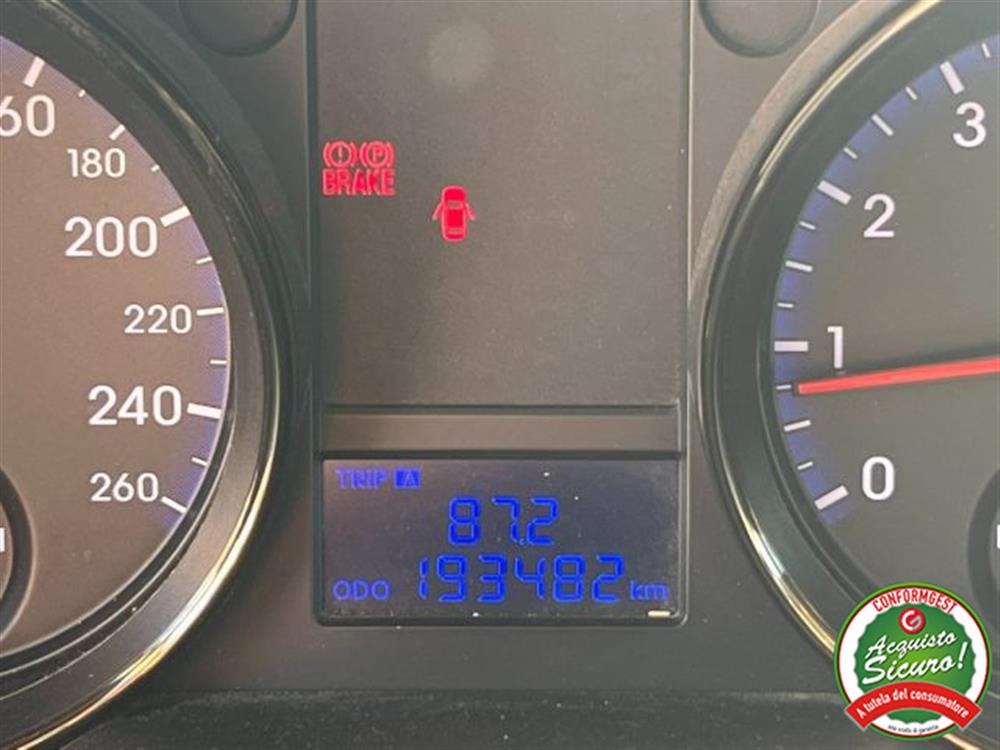 60
180
200
220
240
260
(!) (P)
BRAKE
TRIP A
87.2
ODO 193482 km
3
2
1
0
CONFORMGEST
Acquisto
Sicuro!
A tutela del consumatore